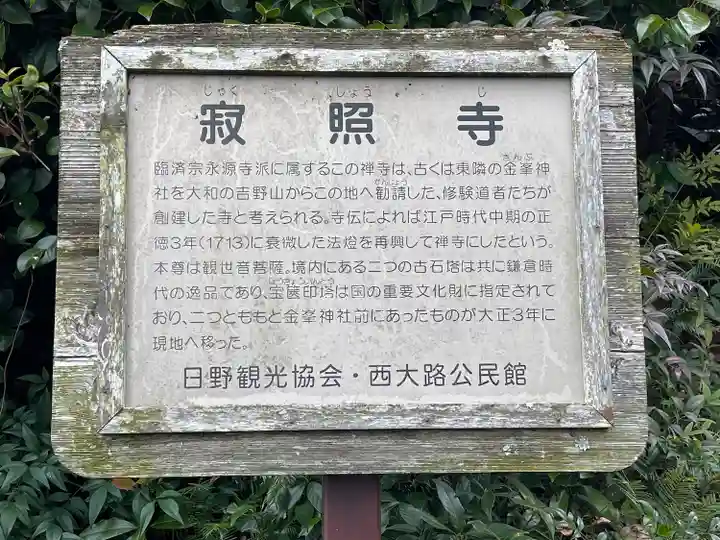 じゃく しょう じ
寂照寺
臨済宗永源寺派に属するこの禅寺は、古くは東隣の金峯神
社を大和の吉野山からこの地へ勧請した、修験道者たちが
創建した寺と考えられる。寺伝によれば江戸時代中期の正
徳3年(1713)に衰微した法燈を再興して禅寺にしたという。
本尊は観世音菩薩。境内にある二つの古石塔は共に鎌倉時
代の逸品であり、宝篋印塔は国の重要文化財に指定されて
おり、二つとももと金峯神社前にあったものが大正3年に
現地へ移った。
日野観光協会・西大路公民館